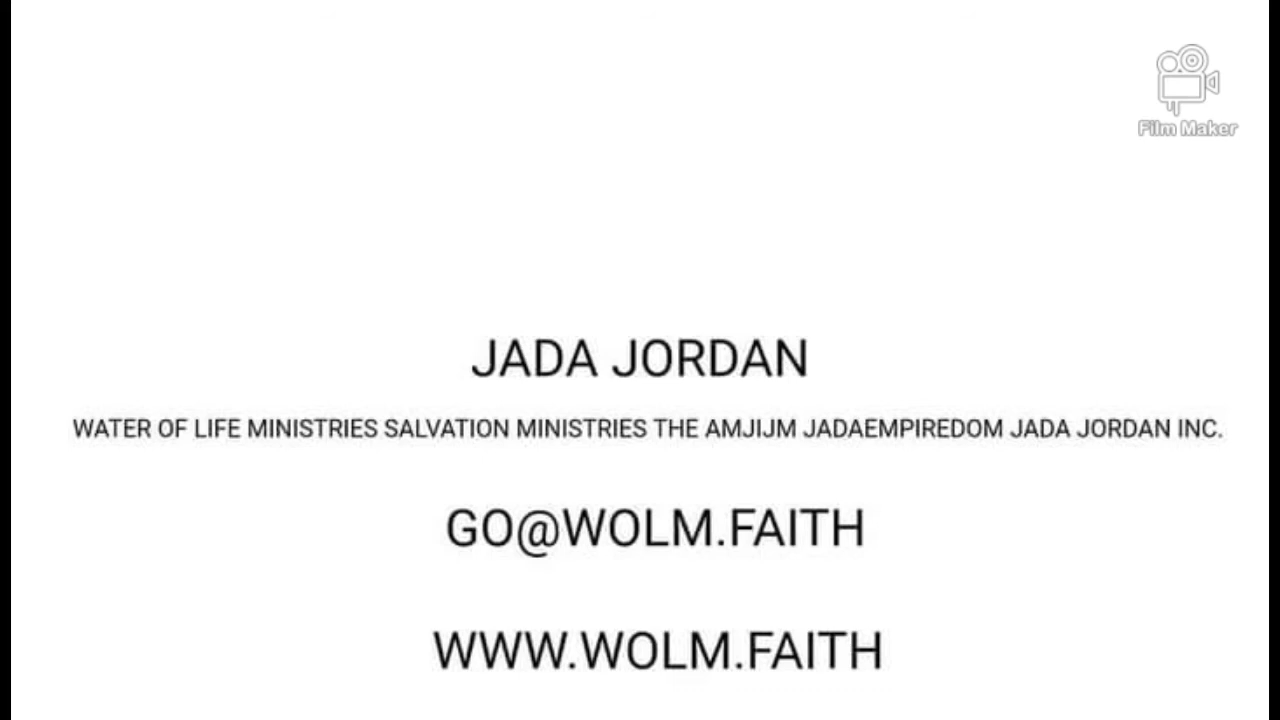 Film Maker
JADA JORDAN
WATER OF LIFE MINISTRIES SALVATION MINISTRIES THE AMJIJM JADAEMPIREDOM JADA JORDAN INC.
GO@WOLM.FAITH
WWW.WOLM.FAITH